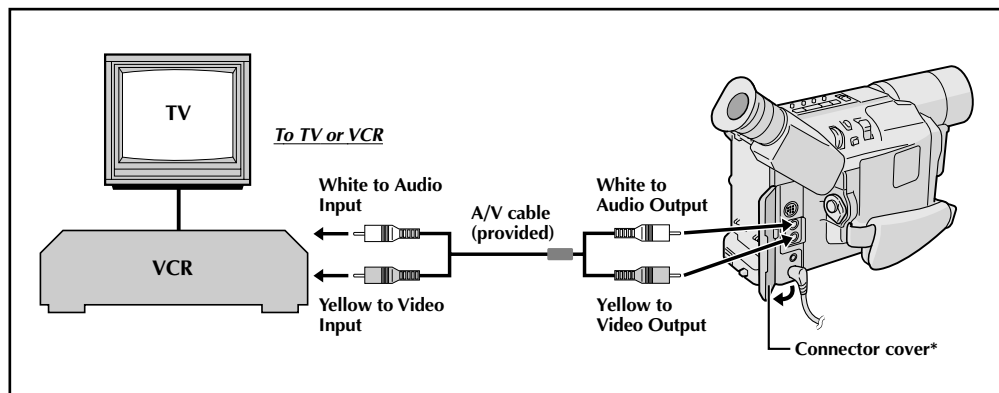 TV
To TV or VCR
White to Audio
Input
A/V cable
(provided)
White to
Audio Output
VCR
Yellow to Video
Input
Yellow to
Video Output
Connector cover*